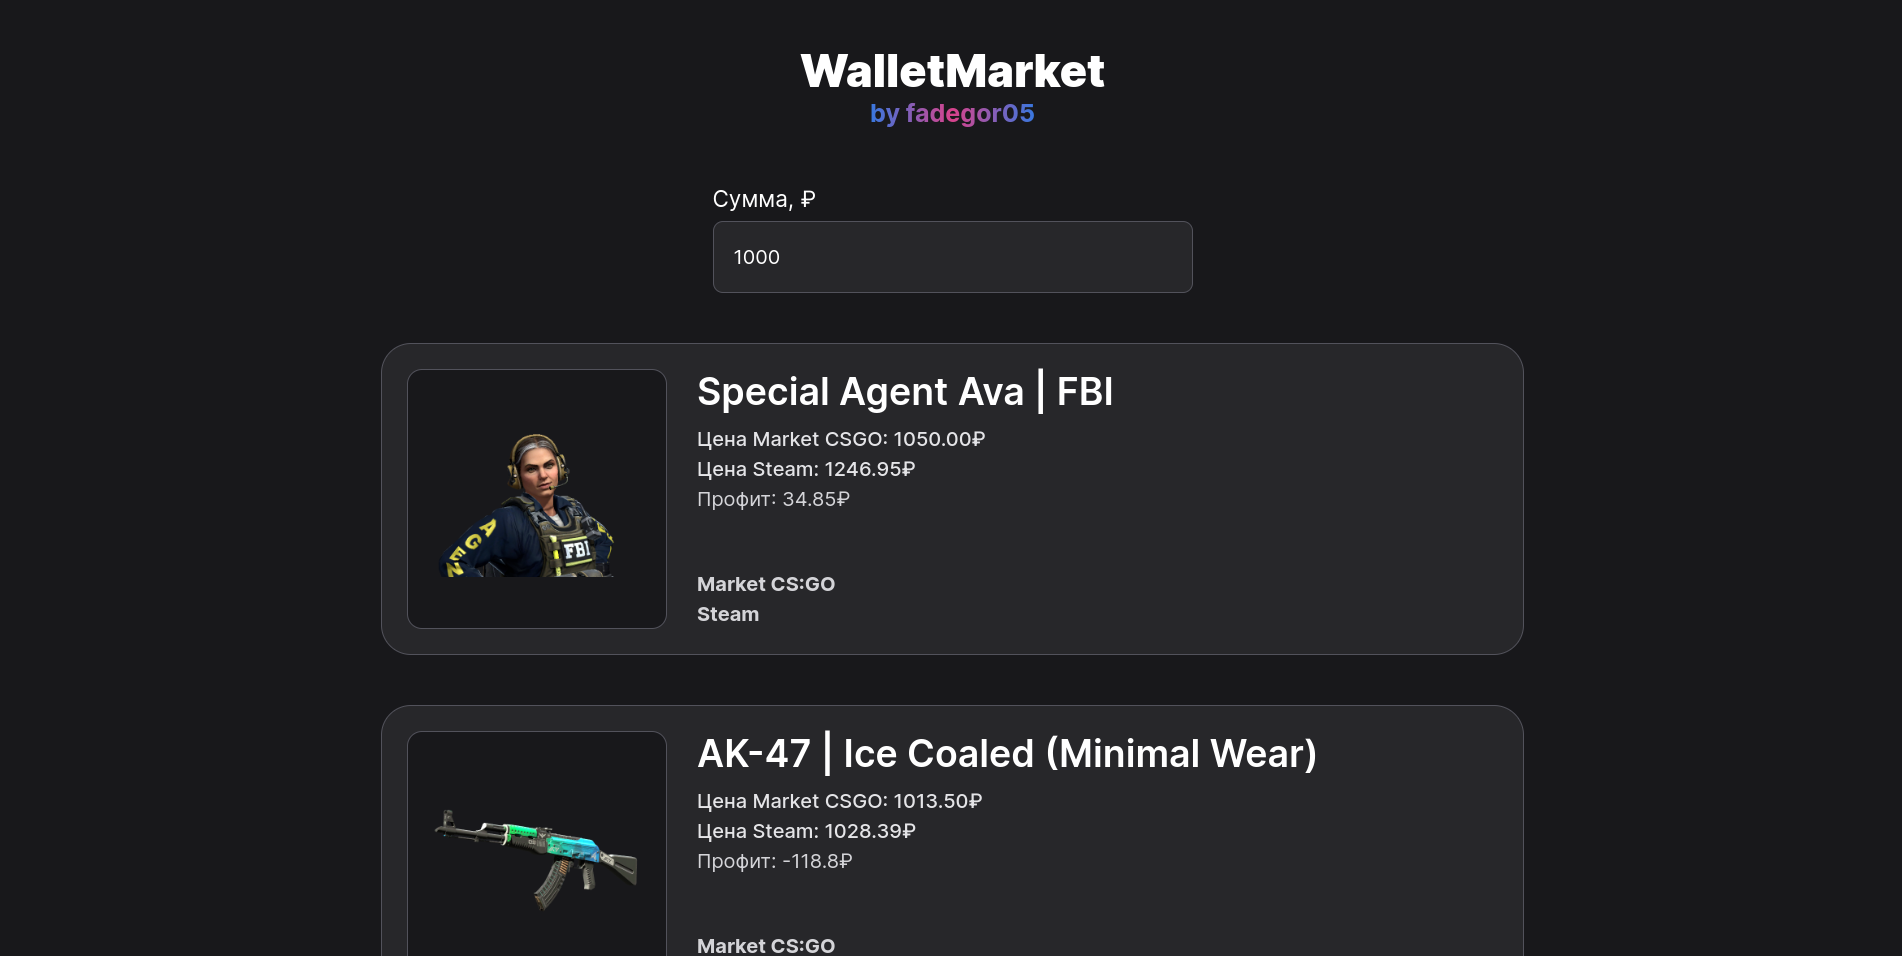 WalletMarket
by fadegor05
Сумма, ₽
1000
Special Agent Ava | FBI
Цена Market CSGO: 1050.00₽
Цена Steam: 1246.95₽
Профит: 34.85₽
AGEN
FBI
Market CS:GO
Steam
AK-47 | Ice Coaled (Minimal Wear)
Цена Market CSGO: 1013.50₽
Цена Steam: 1028.39₽
Профит: -118.8₽
Market CS:GO